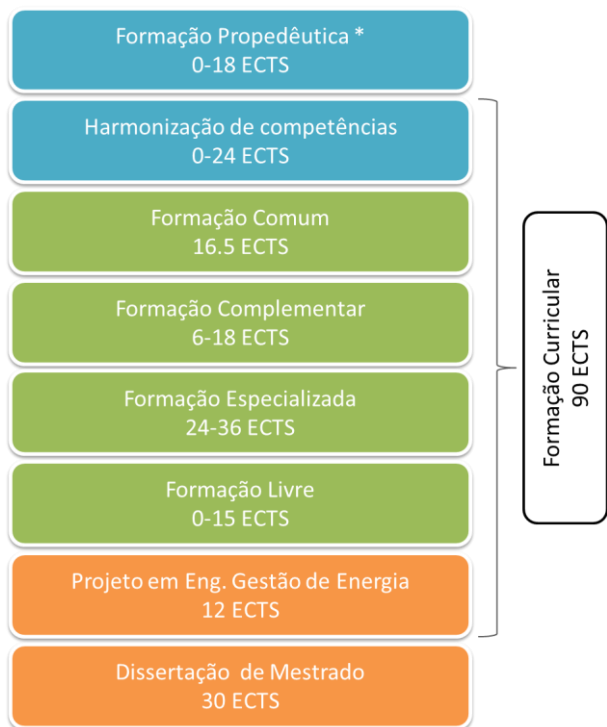 Formação Propedêutica *
0-18 ECTS
Harmonização de competências
0-24 ECTS
Formação Comum
16.5 ECTS
Formação Complementar
6-18 ECTS
Formação Especializada
24-36 ECTS
Formação Livre
0-15 ECTS
Projeto em Eng. Gestão de Energia
12 ECTS
Dissertação de Mestrado
30 ECTS
Formação Curricular
90 ECTS